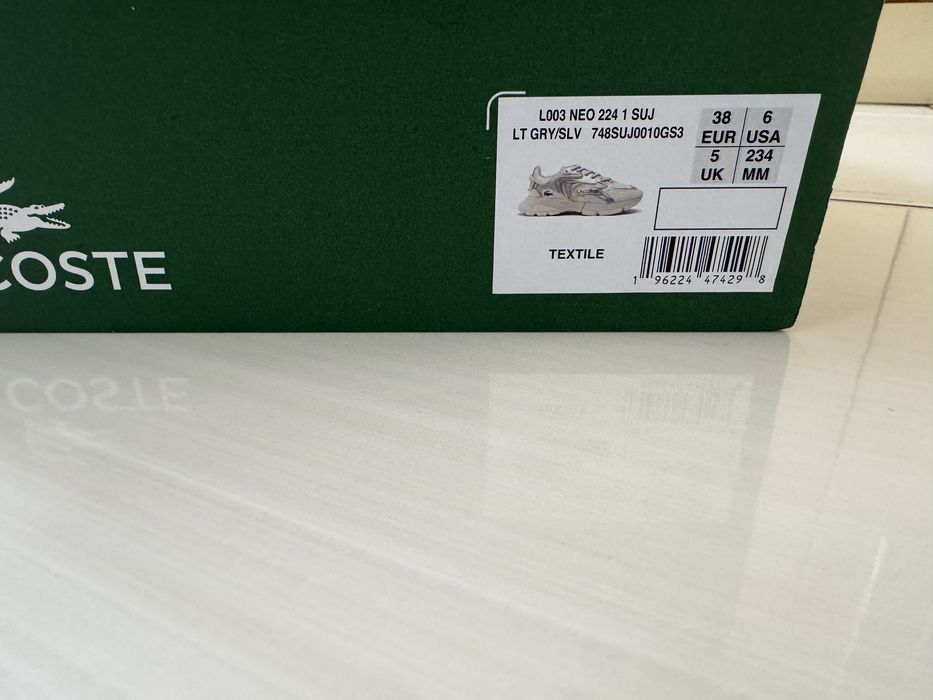 L003 NEO 224 1 SUJ
LT GRY/SLV 748SUJ0010GS3
38 6
EUR USA
5 234
UK MM
TEXTILE
1 96224 47429 8
COSTE